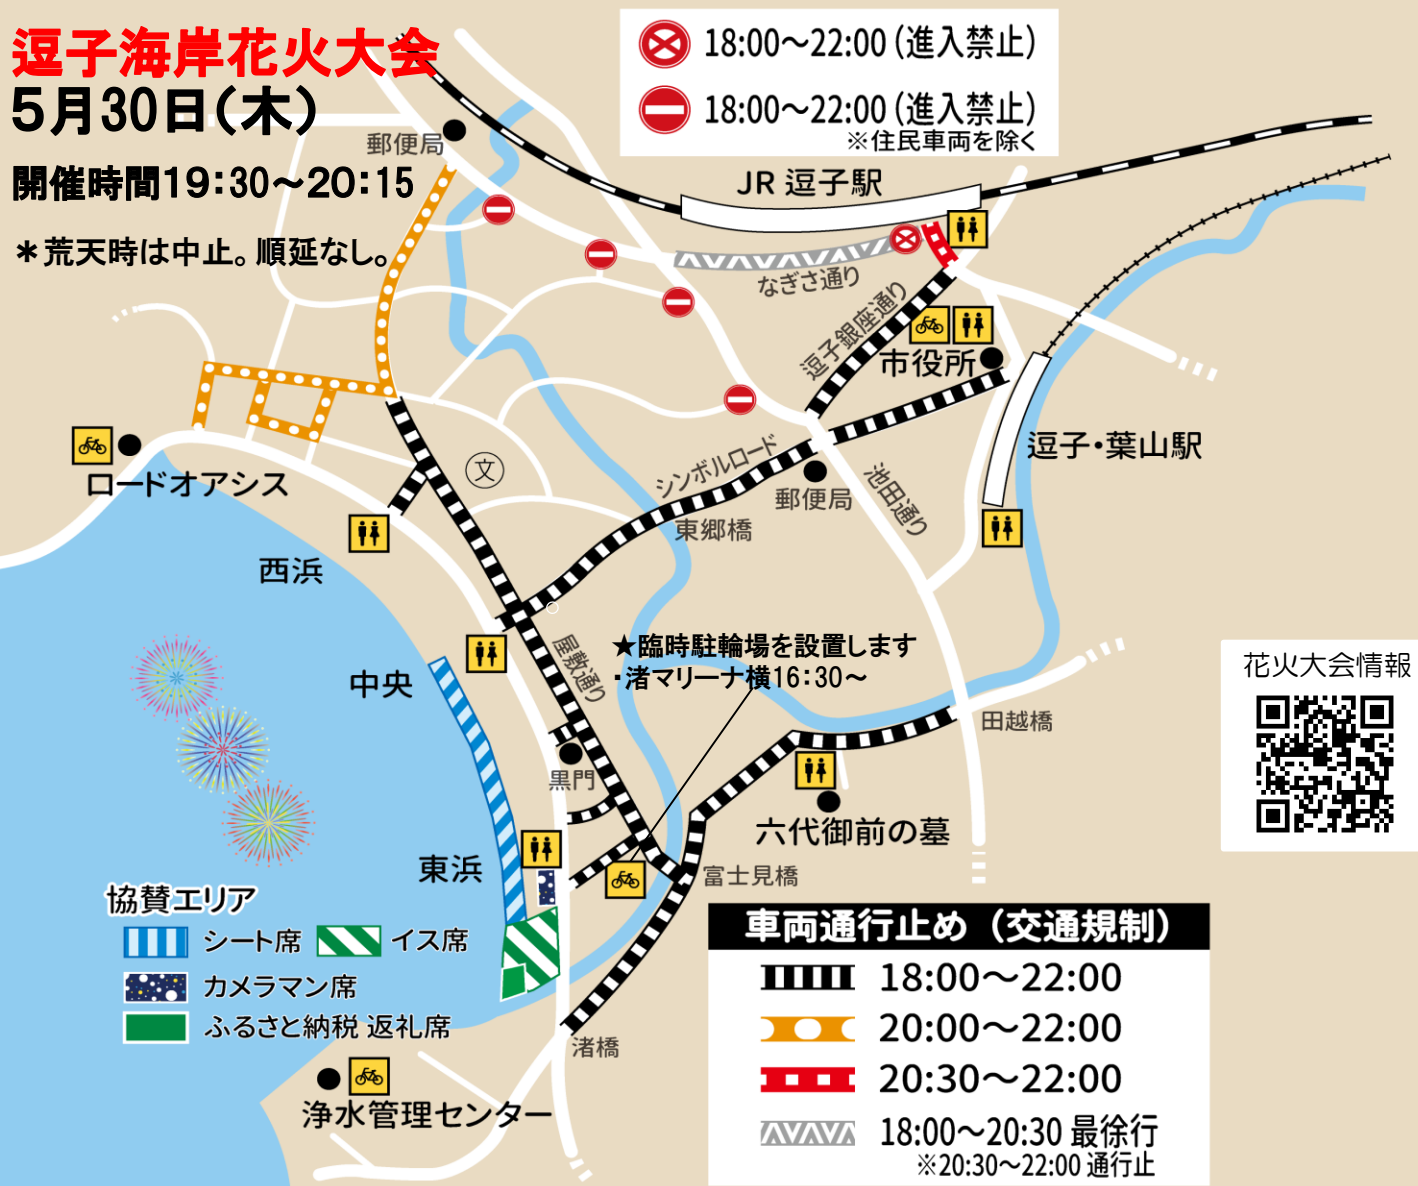 逗子海岸花火大会
5月30日(木)
開催時間19:30～20:15
＊荒天時は中止。順延なし。
18:00～22:00(進入禁止)
18:00～22:00(進入禁止)
※住民車両を除く
郵便局
JR 逗子駅
なぎさ通り
逗子銀座通り
市役所
逗子・葉山駅
ロードオアシス
文
シンボルロード
郵便局
池田通り
東郷橋
西浜
屋敷通り
★臨時駐輪場を設置します
・渚マリーナ横16:30～
花火大会情報
中央
田越橋
黒門
六代御前の墓
東浜
富士見橋
協賛エリア
シート席
イス席
カメラマン席
ふるさと納税 返礼席
渚橋
浄水管理センター
車両通行止め（交通規制）
18:00～22:00
20:00～22:00
20:30～22:00
18:00～20:30 最徐行
※20:30～22:00 通行止